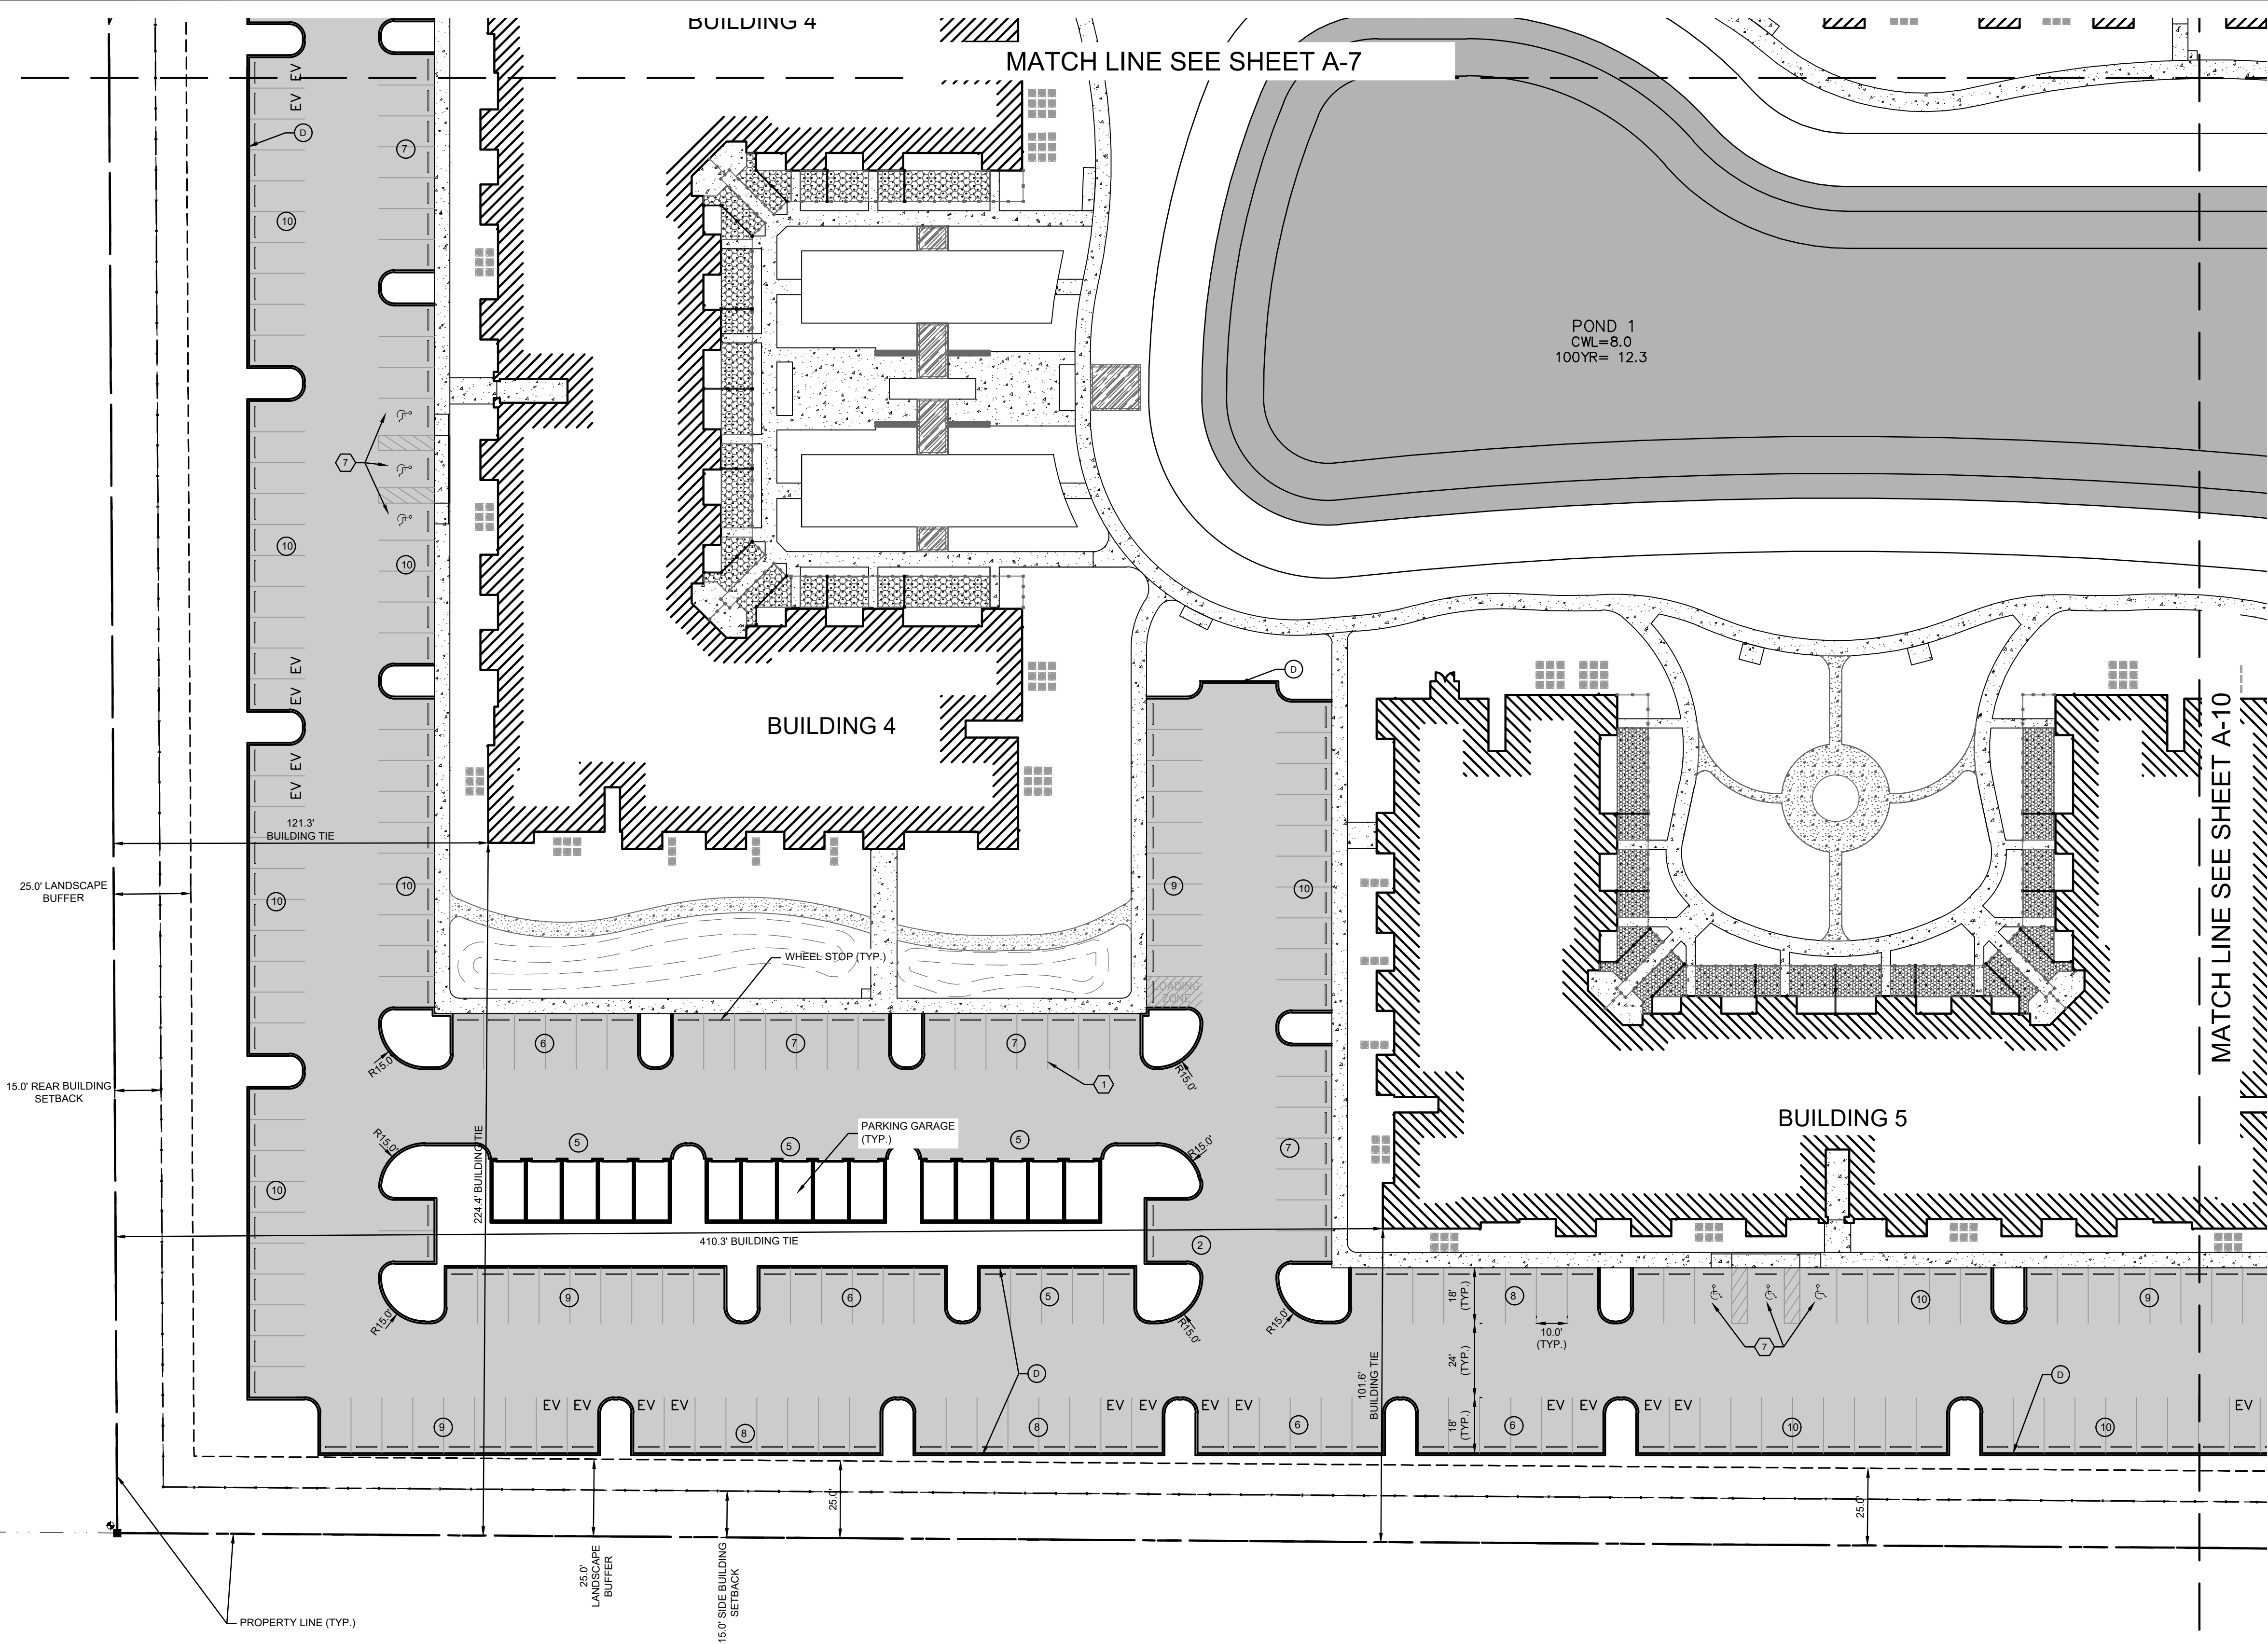 BUILDING 4
MATCH LINE SEE SHEET A-7
EV
EV
D
7
10
POND 1
CWL=8.0
100YR= 12.3
7
10
10
EV
EV
D
MATCH LINE SEE SHEET A-10
BUILDING 4
EV
EV
121.3'
BUILDING TIE
25.0' LANDSCAPE
BUFFER
10
10
9
10
WHEEL STOP (TYP.)
LOADING
ZONE
6
7
7
R15.0'
R15.0'
1
15.0' REAR BUILDING
SETBACK
BUILDING 5
PARKING GARAGE
(TYP.)
R15.0'
5
5
5
R15.0'
7
224.4' BUILDING TIE
10
410.3' BUILDING TIE
2
9
6
5
8
10
9
R15.0'
R15.0'
R15.0'
18'
(TYP.)
10.0'
(TYP.)
7
24'
(TYP.)
D
D
101.6'
BUILDING TIE
EV EV
EV EV
EV EV
EV EV
EV EV
EV EV
EV
9
8
8
6
18'
(TYP.)
6
10
10
25.0'
25.0'
25.0'
LANDSCAPE
BUFFER
15.0' SIDE BUILDING
SETBACK
PROPERTY LINE (TYP.)